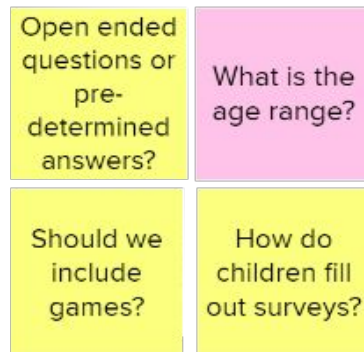 Open ended
questions or
pre-
determined
answers?
What is the
age range?
Should we
include
games?
How do
children fill
out surveys?